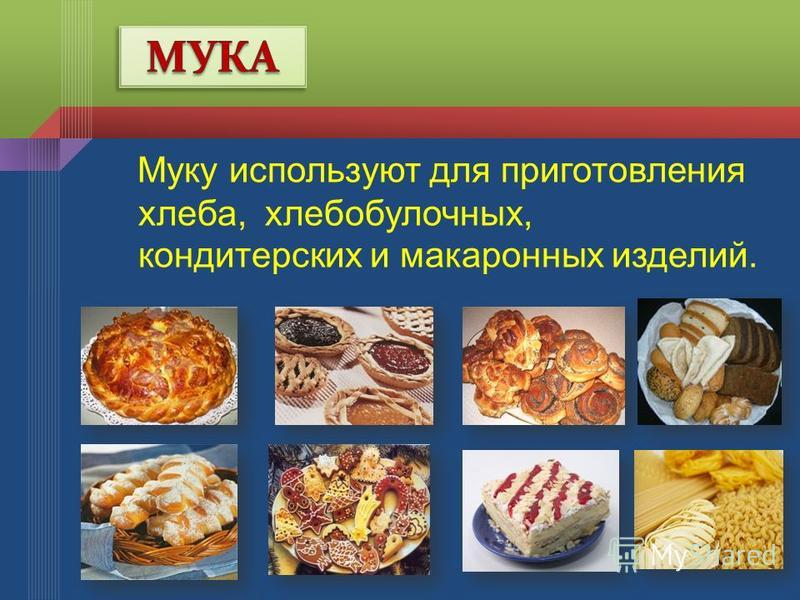 МУКА
Муку используют для приготовления
хлеба, хлебобулочных,
кондитерских и макаронных изделий.
MyShared